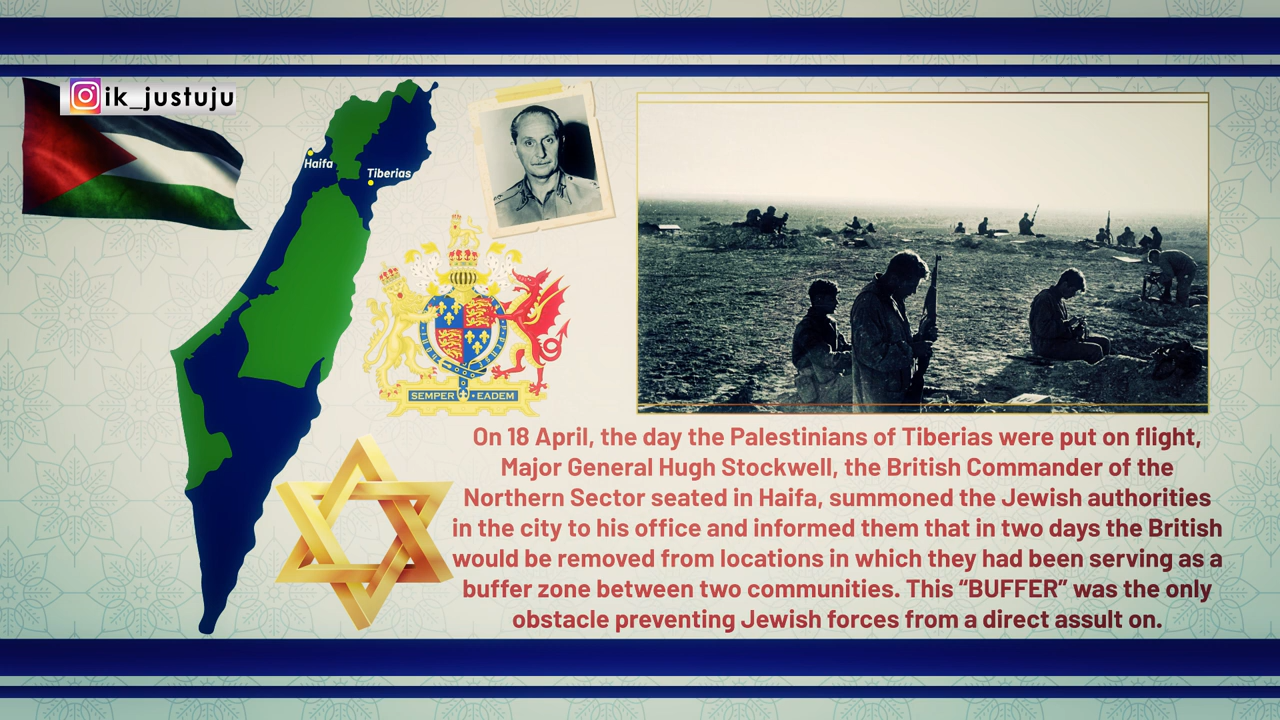 ik_justuju
Haifa
Tiberias
SEMPER • EADEM
On 18 April, the day the Palestinians of Tiberias were put on flight,
Major General Hugh Stockwell, the British Commander of the
Northern Sector seated in Haifa, summoned the Jewish authorities
in the city to his office and informed them that in two days the British
would be removed from locations in which they had been serving as a
buffer zone between two communities. This “BUFFER” was the only
obstacle preventing Jewish forces from a direct assult on.